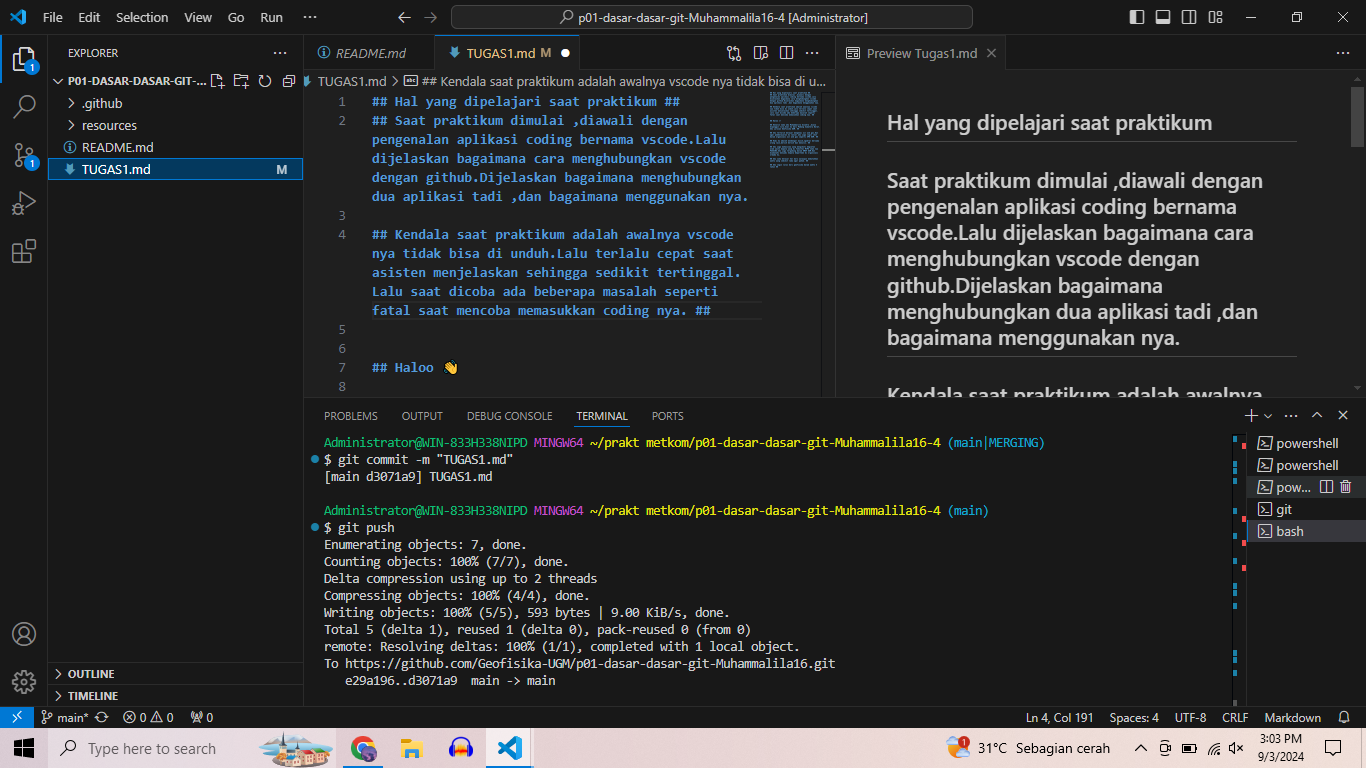 File Edit Selection View Go Run ···
p01-dasar-dasar-git-Muhammalila16-4 [Administrator]
EXPLORER
P01-DASAR-DASAR-GIT-...
.github
resources
README.md
TUGAS1.md M
OUTLINE
TIMELINE
1
1
README.md
TUGAS1.md M
TUGAS1.md > ## Kendala saat praktikum adalah awalnya vscode nya tidak bisa di u...
1 ## Hal yang dipelajari saat praktikum ##
2 ## Saat praktikum dimulai ,diawali dengan
pengenalan aplikasi coding bernama vscode.Lalu
dijelaskan bagaimana cara menghubungkan vscode
dengan github.Dijelaskan bagaimana menghubungkan
dua aplikasi tadi ,dan bagaimana menggunakan nya.
3
4 ## Kendala saat praktikum adalah awalnya vscode
nya tidak bisa di unduh.Lalu terlalu cepat saat
asisten menjelaskan sehingga sedikit tertinggal.
Lalu saat dicoba ada beberapa masalah seperti
fatal saat mencoba memasukkan coding nya. ##
5
6
7 ## Haloo 👋
8
Preview Tugas1.md
Hal yang dipelajari saat praktikum
Saat praktikum dimulai ,diawali dengan
pengenalan aplikasi coding bernama
vscode.Lalu dijelaskan bagaimana cara
menghubungkan vscode dengan
github.Dijelaskan bagaimana
menghubungkan dua aplikasi tadi ,dan
bagaimana menggunakan nya.
Kendala saat praktikum adalah awalnya
PROBLEMS OUTPUT DEBUG CONSOLE TERMINAL PORTS
Administrator@WIN-833H338NIPD MINGW64 ~/prakt metkom/p01-dasar-dasar-git-Muhammalila16-4 (main|MERGING)
$ git commit -m "TUGAS1.md"
[main d3071a9] TUGAS1.md
Administrator@WIN-833H338NIPD MINGW64 ~/prakt metkom/p01-dasar-dasar-git-Muhammalila16-4 (main)
$ git push
Enumerating objects: 7, done.
Counting objects: 100% (7/7), done.
Delta compression using up to 2 threads
Compressing objects: 100% (4/4), done.
Writing objects: 100% (5/5), 593 bytes | 9.00 KiB/s, done.
Total 5 (delta 1), reused 1 (delta 0), pack-reused 0 (from 0)
remote: Resolving deltas: 100% (1/1), completed with 1 local object.
To https://github.com/Geofisika-UGM/p01-dasar-dasar-git-Muhammalila16.git
e29a196..d3071a9 main -> main
powershell
powershell
pow...
git
bash
main* 0 0 0
Ln 4, Col 191 Spaces: 4 UTF-8 CRLF Markdown
Type here to search
1 31°C Sebagian cerah
3:03 PM
9/3/2024